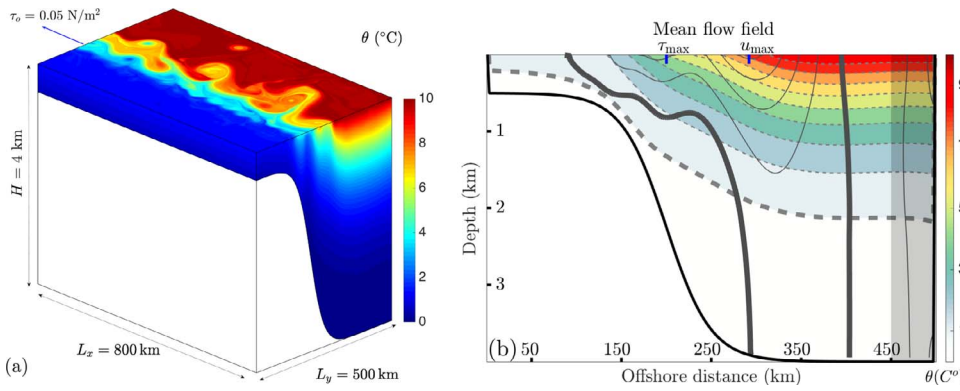 τₒ = 0.05 N/m²
θ (°C)
10
8
6
4
2
0
H = 4 km
Lₓ = 800 km
L_y = 500 km
(a)
Mean flow field
τmax
umax
1
2
3
Depth (km)
50
150
250
350
450
Offshore distance (km)
(b)
θ(C°